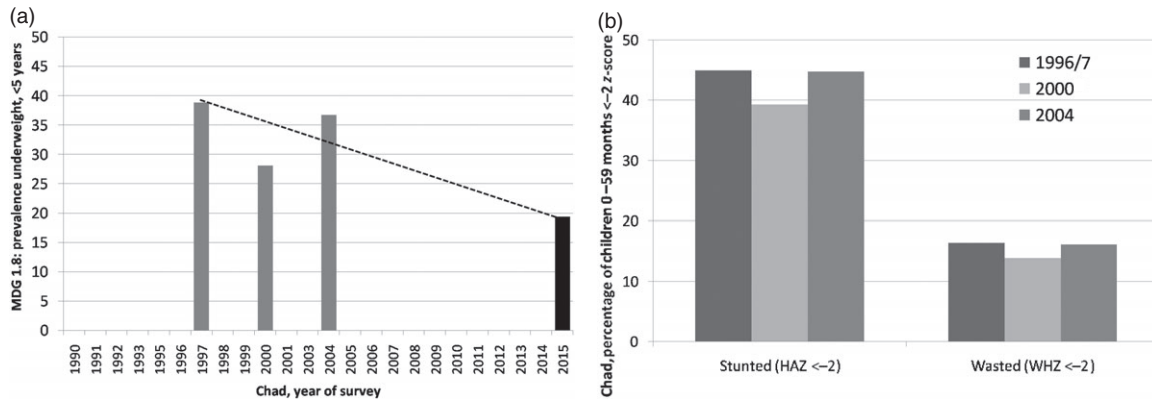 (a)
50
45
40
35
30
25
20
15
10
5
0
MDG 1.8: prevalence underweight, <5 years
1990 1991 1992 1993 1994 1996 1997 1998 1999 2000 2001 2003 2004 2005 2006 2007 2008 2009 2010 2011 2012 2013 2014 2015
Chad, year of survey
(b)
50
40
30
20
10
0
Chad, percentage of children 0–59 months <–2 z-score
1996/7
2000
2004
Stunted (HAZ <–2)
Wasted (WHZ <–2)